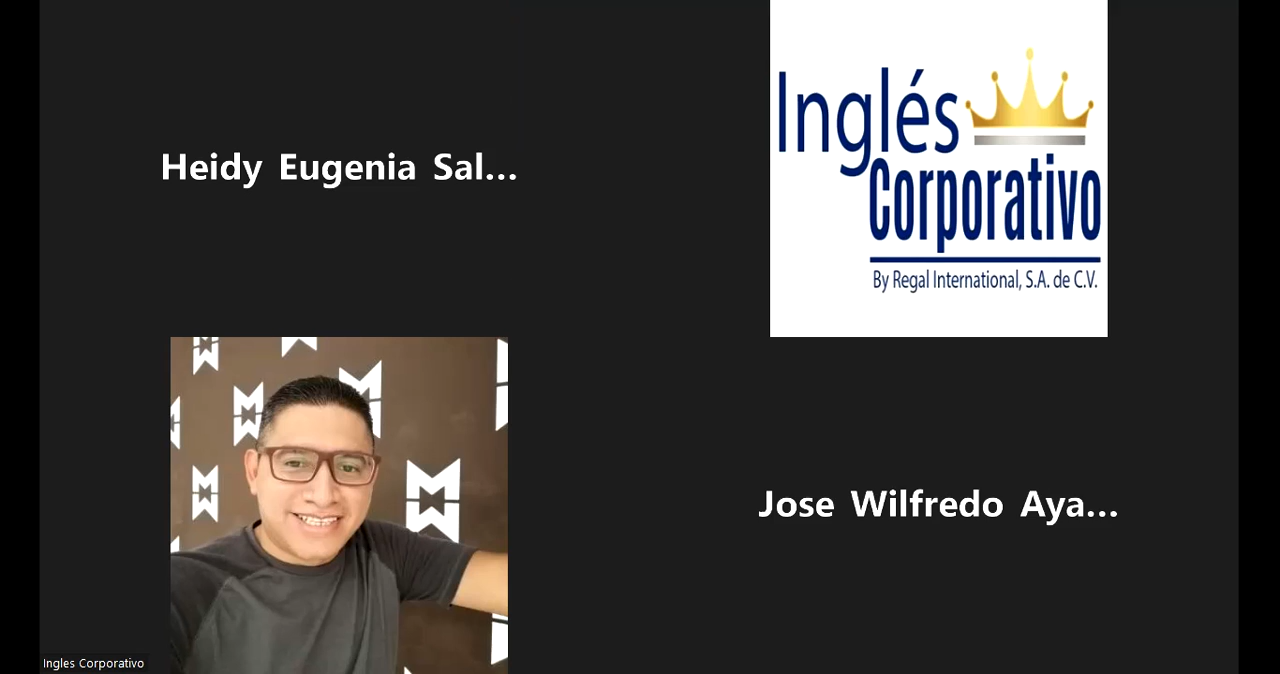 Heidy Eugenia Sal...
Inglés
Corporativo
By Regal International, S.A. de C.V.
Jose Wilfredo Aya...
Ingles Corporativo